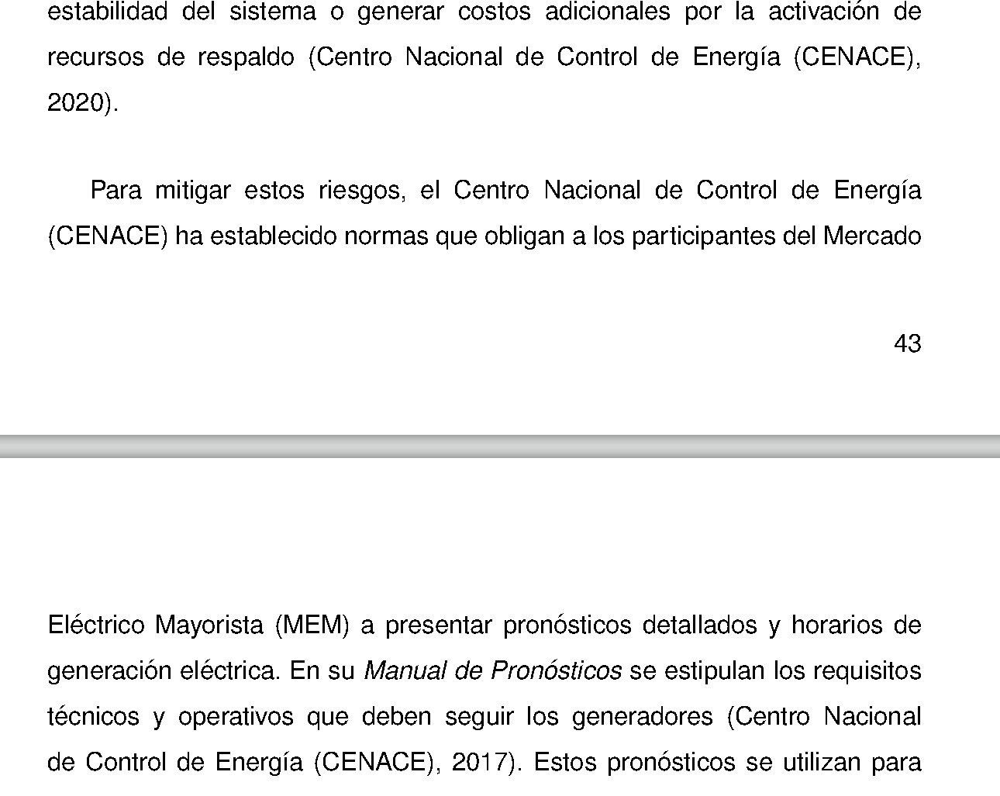 estabilidad del sistema o generar costos adicionales por la activación de
recursos de respaldo (Centro Nacional de Control de Energía (CENACE),
2020).
Para mitigar estos riesgos, el Centro Nacional de Control de Energía
(CENACE) ha establecido normas que obligan a los participantes del Mercado
43
Eléctrico Mayorista (MEM) a presentar pronósticos detallados y horarios de
generación eléctrica. En su Manual de Pronósticos se estipulan los requisitos
técnicos y operativos que deben seguir los generadores (Centro Nacional
de Control de Energía (CENACE), 2017). Estos pronósticos se utilizan para